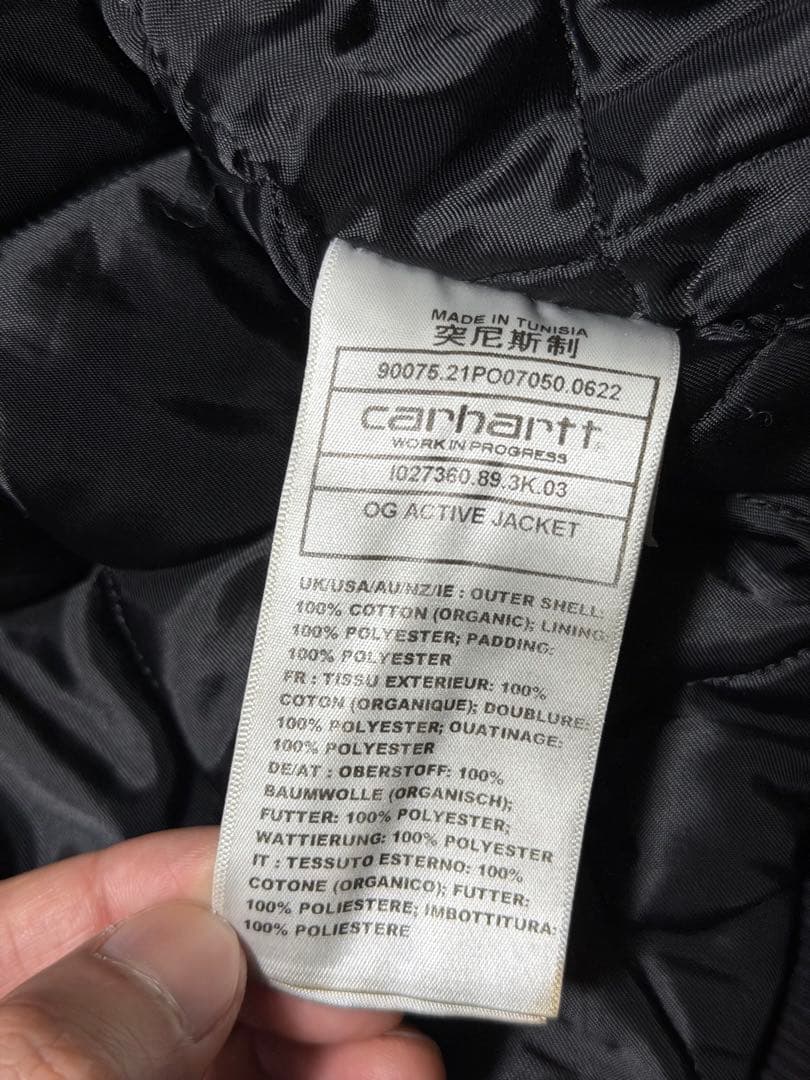 MADE IN TUNISIA
突尼斯制
90075.21PO07050.0622
carhartt
WORK IN PROGRESS
I027360.89.3K.03
OG ACTIVE JACKET
UK/USA/AU/NZ/IE : OUTER SHELL:
100% COTTON (ORGANIC); LINING:
100% POLYESTER; PADDING:
100% POLYESTER
FR : TISSU EXTERIEUR: 100%
COTON (ORGANIQUE); DOUBLURE:
100% POLYESTER; OUATINAGE:
100% POLYESTER
DE/AT : OBERSTOFF: 100%
BAUMWOLLE (ORGANISCH);
FUTTER: 100% POLYESTER;
WATTIERUNG: 100% POLYESTER
IT : TESSUTO ESTERNO: 100%
COTONE (ORGANICO); FUTTER:
100% POLIESTERE; IMBOTTITURA:
100% POLIESTERE